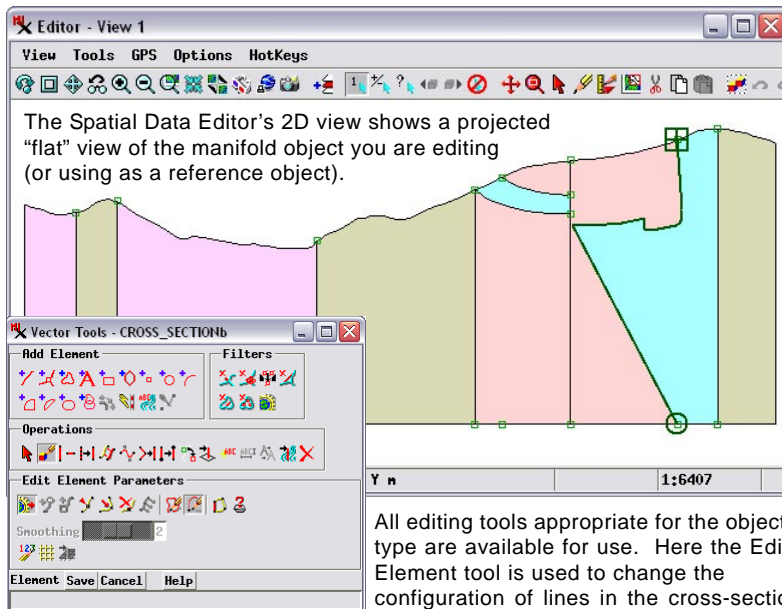 Editor - View 1
View Tools GPS Options HotKeys
The Spatial Data Editor's 2D view shows a projected
“flat” view of the manifold object you are editing
(or using as a reference object).
Vector Tools - CROSS_SECTIONb
Add Element
Filters
Operations
Edit Element Parameters
Smoothing 2
Element Save Cancel Help
Y m 1:6407
All editing tools appropriate for the object
type are available for use. Here the Edi
Element tool is used to change the
configuration of lines in the cross-sectio